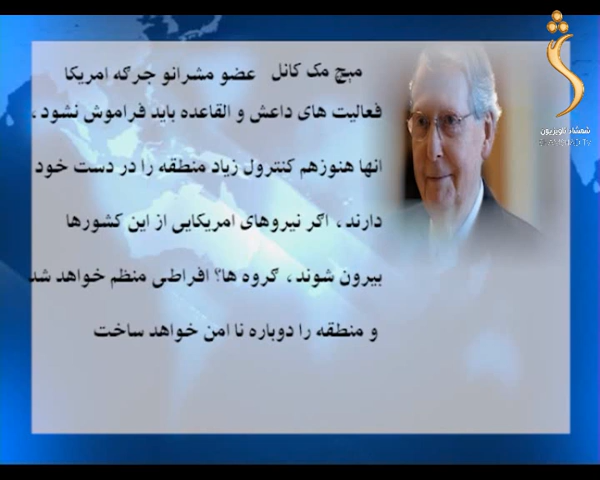 میچ مک کانل عضو مشرانو جرگه امریکا
فعالیت های داعش و القاعده باید فراموش نشود ،
انها هنوزهم کنترول زیاد منطقه را در دست خود
دارند ، اگر نیروهای امریکایی از این کشورها
بیرون شوند ، گروه ها؟ افراطی منظم خواهد شد
و منطقه را دوباره نا امن خواهد ساخت
شمشاد تلویزیون
SHAMSHAD TV